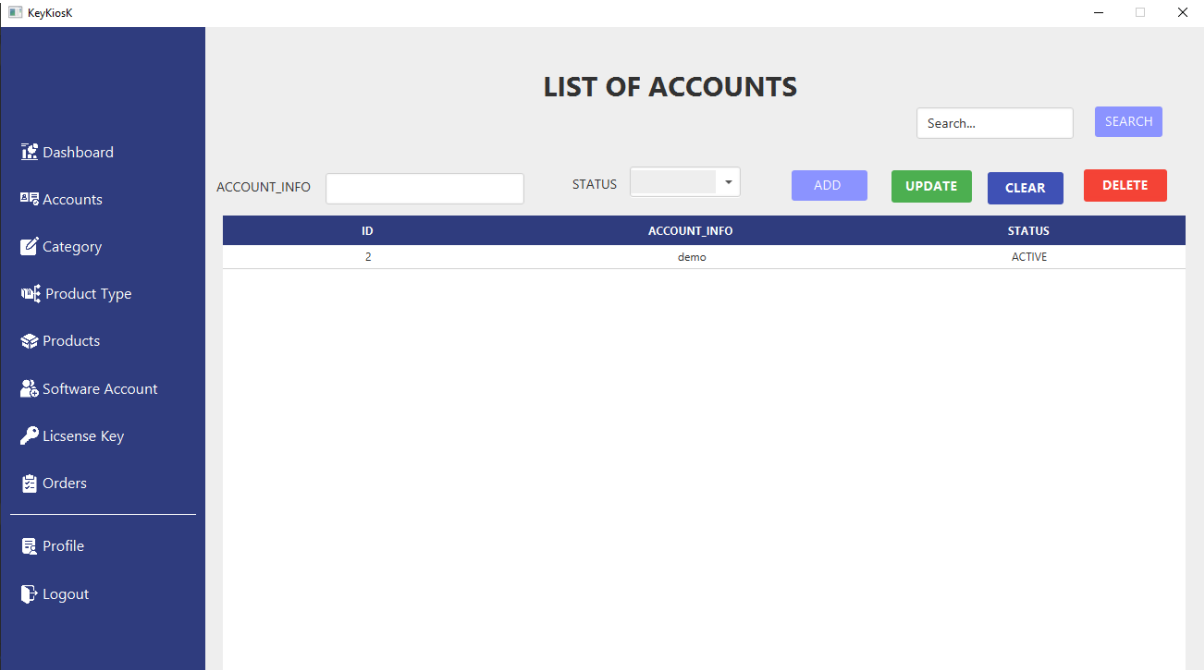 KeyKiosK
LIST OF ACCOUNTS
Search...
SEARCH
Dashboard
Accounts
Category
Product Type
Products
Software Account
Licsense Key
Orders
Profile
Logout
ACCOUNT_INFO
STATUS
ADD
UPDATE
CLEAR
DELETE
ID ACCOUNT_INFO STATUS
2 demo ACTIVE